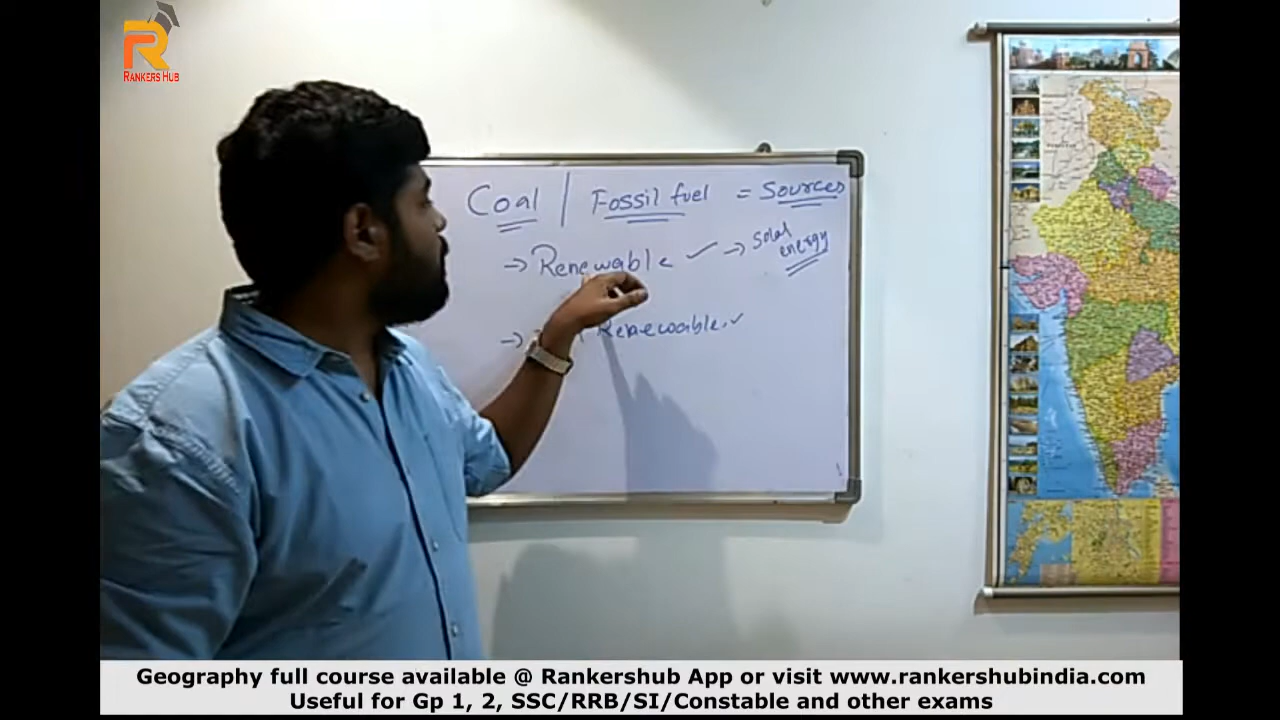 RANKERS HUB
Coal | Fossil fuel = Sources
→ Renewable ✓ → Solar energy
→ Renewable ✓
Geography full course available @ Rankershub App or visit www.rankershubindia.com
Useful for Gp 1, 2, SSC/RRB/SI/Constable and other exams